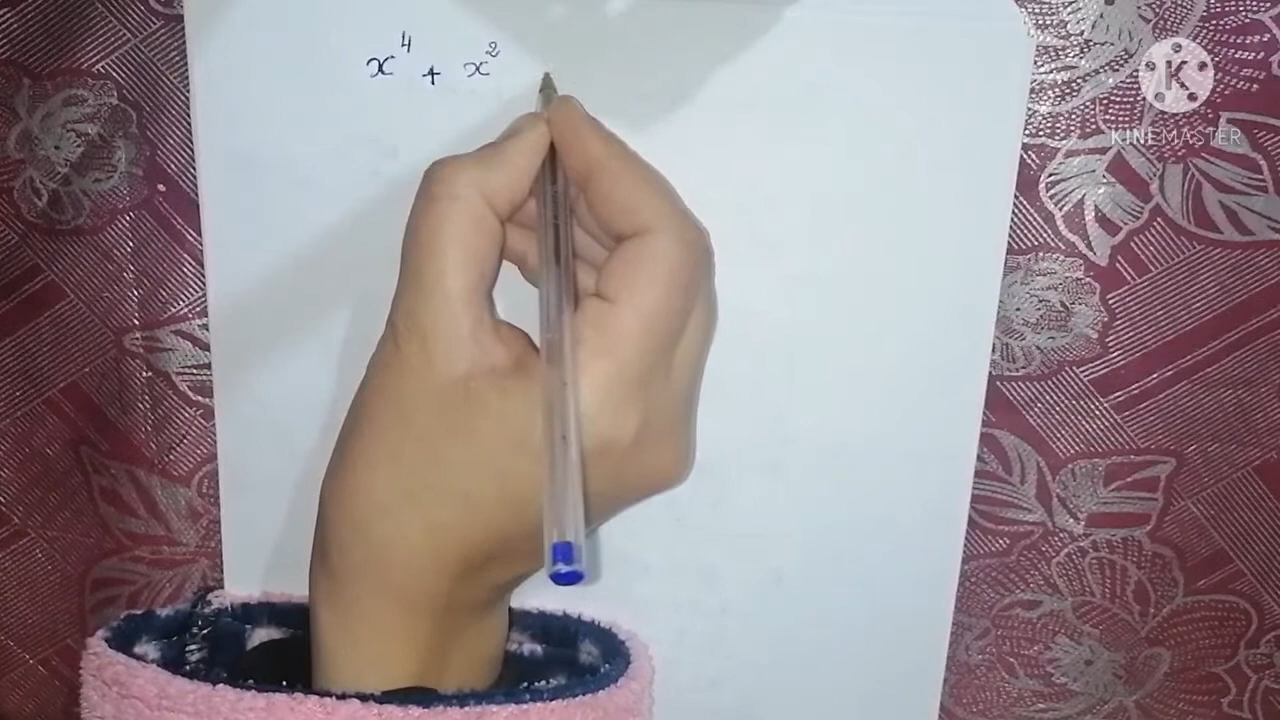 x⁴ + x²
K
KINEMASTER